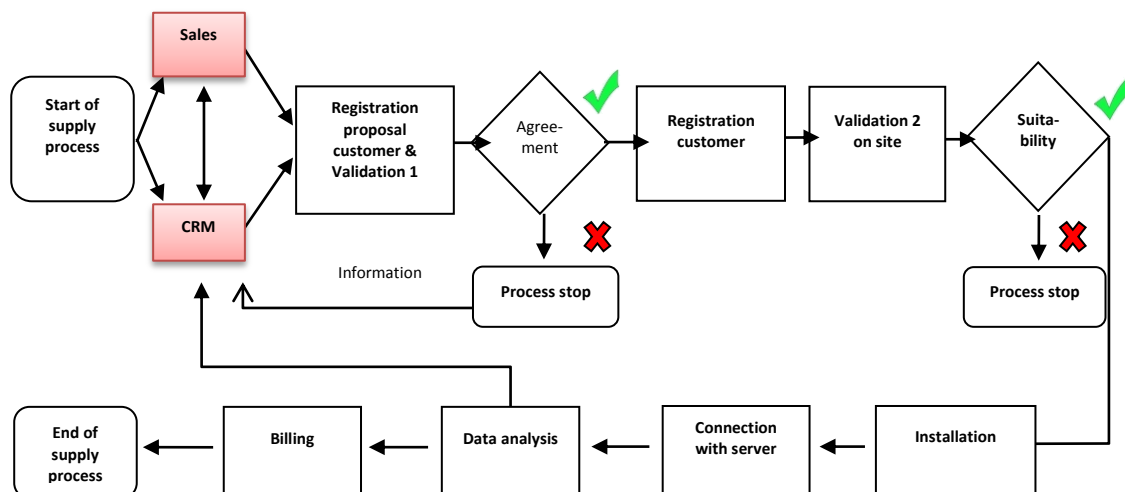 Sales
Start of
supply
process
CRM
Registration
proposal
customer &
Validation 1
Agree-
ment
Registration
customer
Validation 2
on site
Suita-
bility
Information
Process stop
Process stop
End of
supply
process
Billing
Data analysis
Connection
with server
Installation